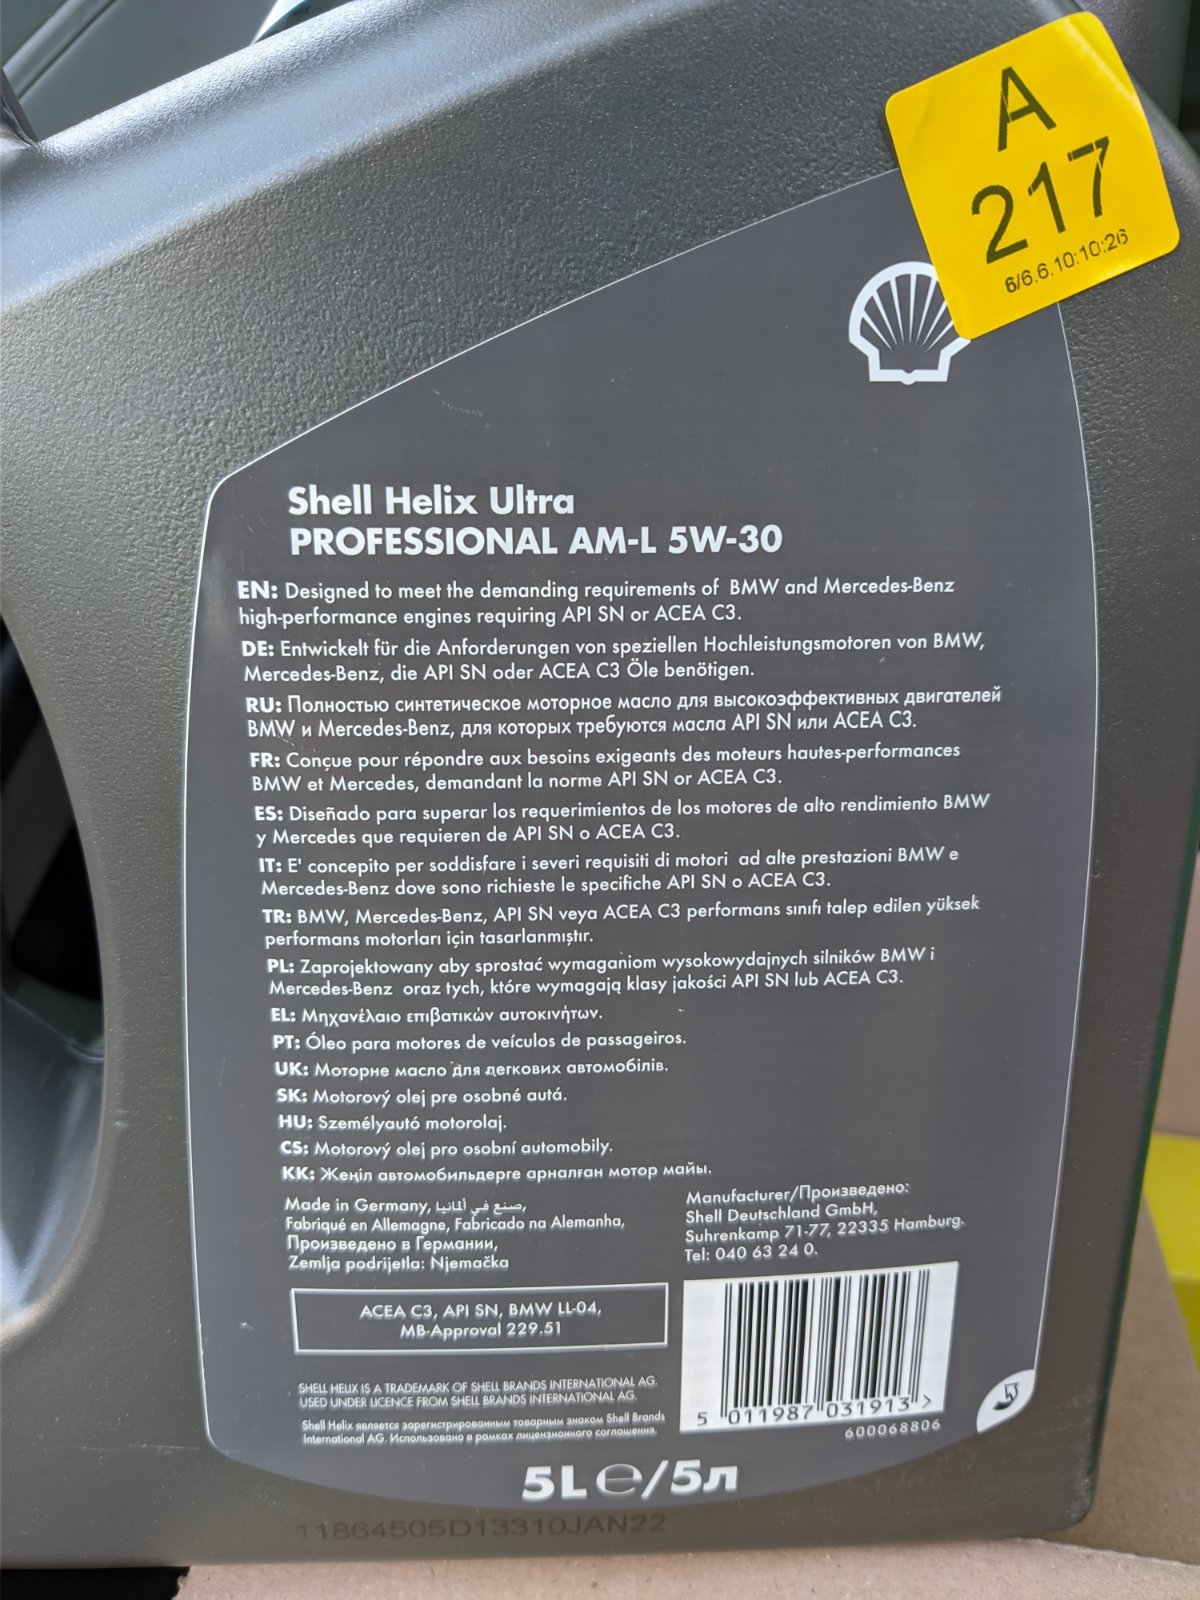 A
217
6/6.6.10:10:26
Shell Helix Ultra
PROFESSIONAL AM-L 5W-30
EN: Designed to meet the demanding requirements of BMW and Mercedes-Benz
high-performance engines requiring API SN or ACEA C3.
DE: Entwickelt für die Anforderungen von speziellen Hochleistungsmotoren von BMW,
Mercedes-Benz, die API SN oder ACEA C3 Öle benötigen.
RU: Полностью синтетическое моторное масло для высокоэффективных двигателей
BMW и Mercedes-Benz, для которых требуются масла API SN или ACEA C3.
FR: Conçue pour répondre aux besoins exigeants des moteurs hautes-performances
BMW et Mercedes, demandant la norme API SN or ACEA C3.
ES: Diseñado para superar los requerimientos de los motores de alto rendimiento BMW
y Mercedes que requieren de API SN o ACEA C3.
IT: E' concepito per soddisfare i severi requisiti di motori ad alte prestazioni BMW e
Mercedes-Benz dove sono richieste le specifiche API SN o ACEA C3.
TR: BMW, Mercedes-Benz, API SN veya ACEA C3 performans sınıfı talep edilen yüksek
performans motorları için tasarlanmıştır.
PL: Zaprojektowany aby sprostać wymaganiom wysokowydajnych silników BMW i
Mercedes-Benz oraz tych, które wymagają klasy jakości API SN lub ACEA C3.
EL: Μηχανέλαιο επιβατικών αυτοκινήτων.
PT: Óleo para motores de veículos de passageiros.
UK: Моторне масло для легкових автомобілів.
SK: Motorový olej pre osobné autá.
HU: Személyautó motorolaj.
CS: Motorový olej pro osobní automobily.
KK: Жеңіл автомобильдерге арналған мотор майы.
Made in Germany, صنع في ألمانيا,
Fabriqué en Allemagne, Fabricado na Alemanha,
Произведено в Германии,
Zemlja podrijetla: Njemačka
Manufacturer/Произведено:
Shell Deutschland GmbH,
Suhrenkamp 71-77, 22335 Hamburg.
Tel: 040 63 24 0.
ACEA C3, API SN, BMW LL-04,
MB-Approval 229.51
SHELL HELIX IS A TRADEMARK OF SHELL BRANDS INTERNATIONAL AG.
USED UNDER LICENCE FROM SHELL BRANDS INTERNATIONAL AG.
Shell Helix является зарегистрированным товарным знаком Shell Brands
International AG. Использовано в рамках лицензионного соглашения.
5 011987 031913 >
600068806
5L℮/5л
11864505D13310JAN22